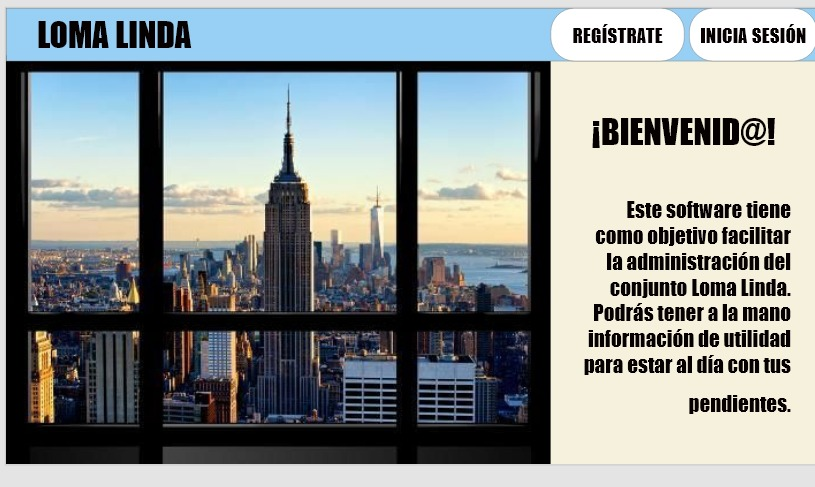 LOMA LINDA
REGÍSTRATE
INICIA SESIÓN
¡BIENVENID@!
Este software tiene
como objetivo facilitar
la administración del
conjunto Loma Linda.
Podrás tener a la mano
información de utilidad
para estar al día con tus
pendientes.